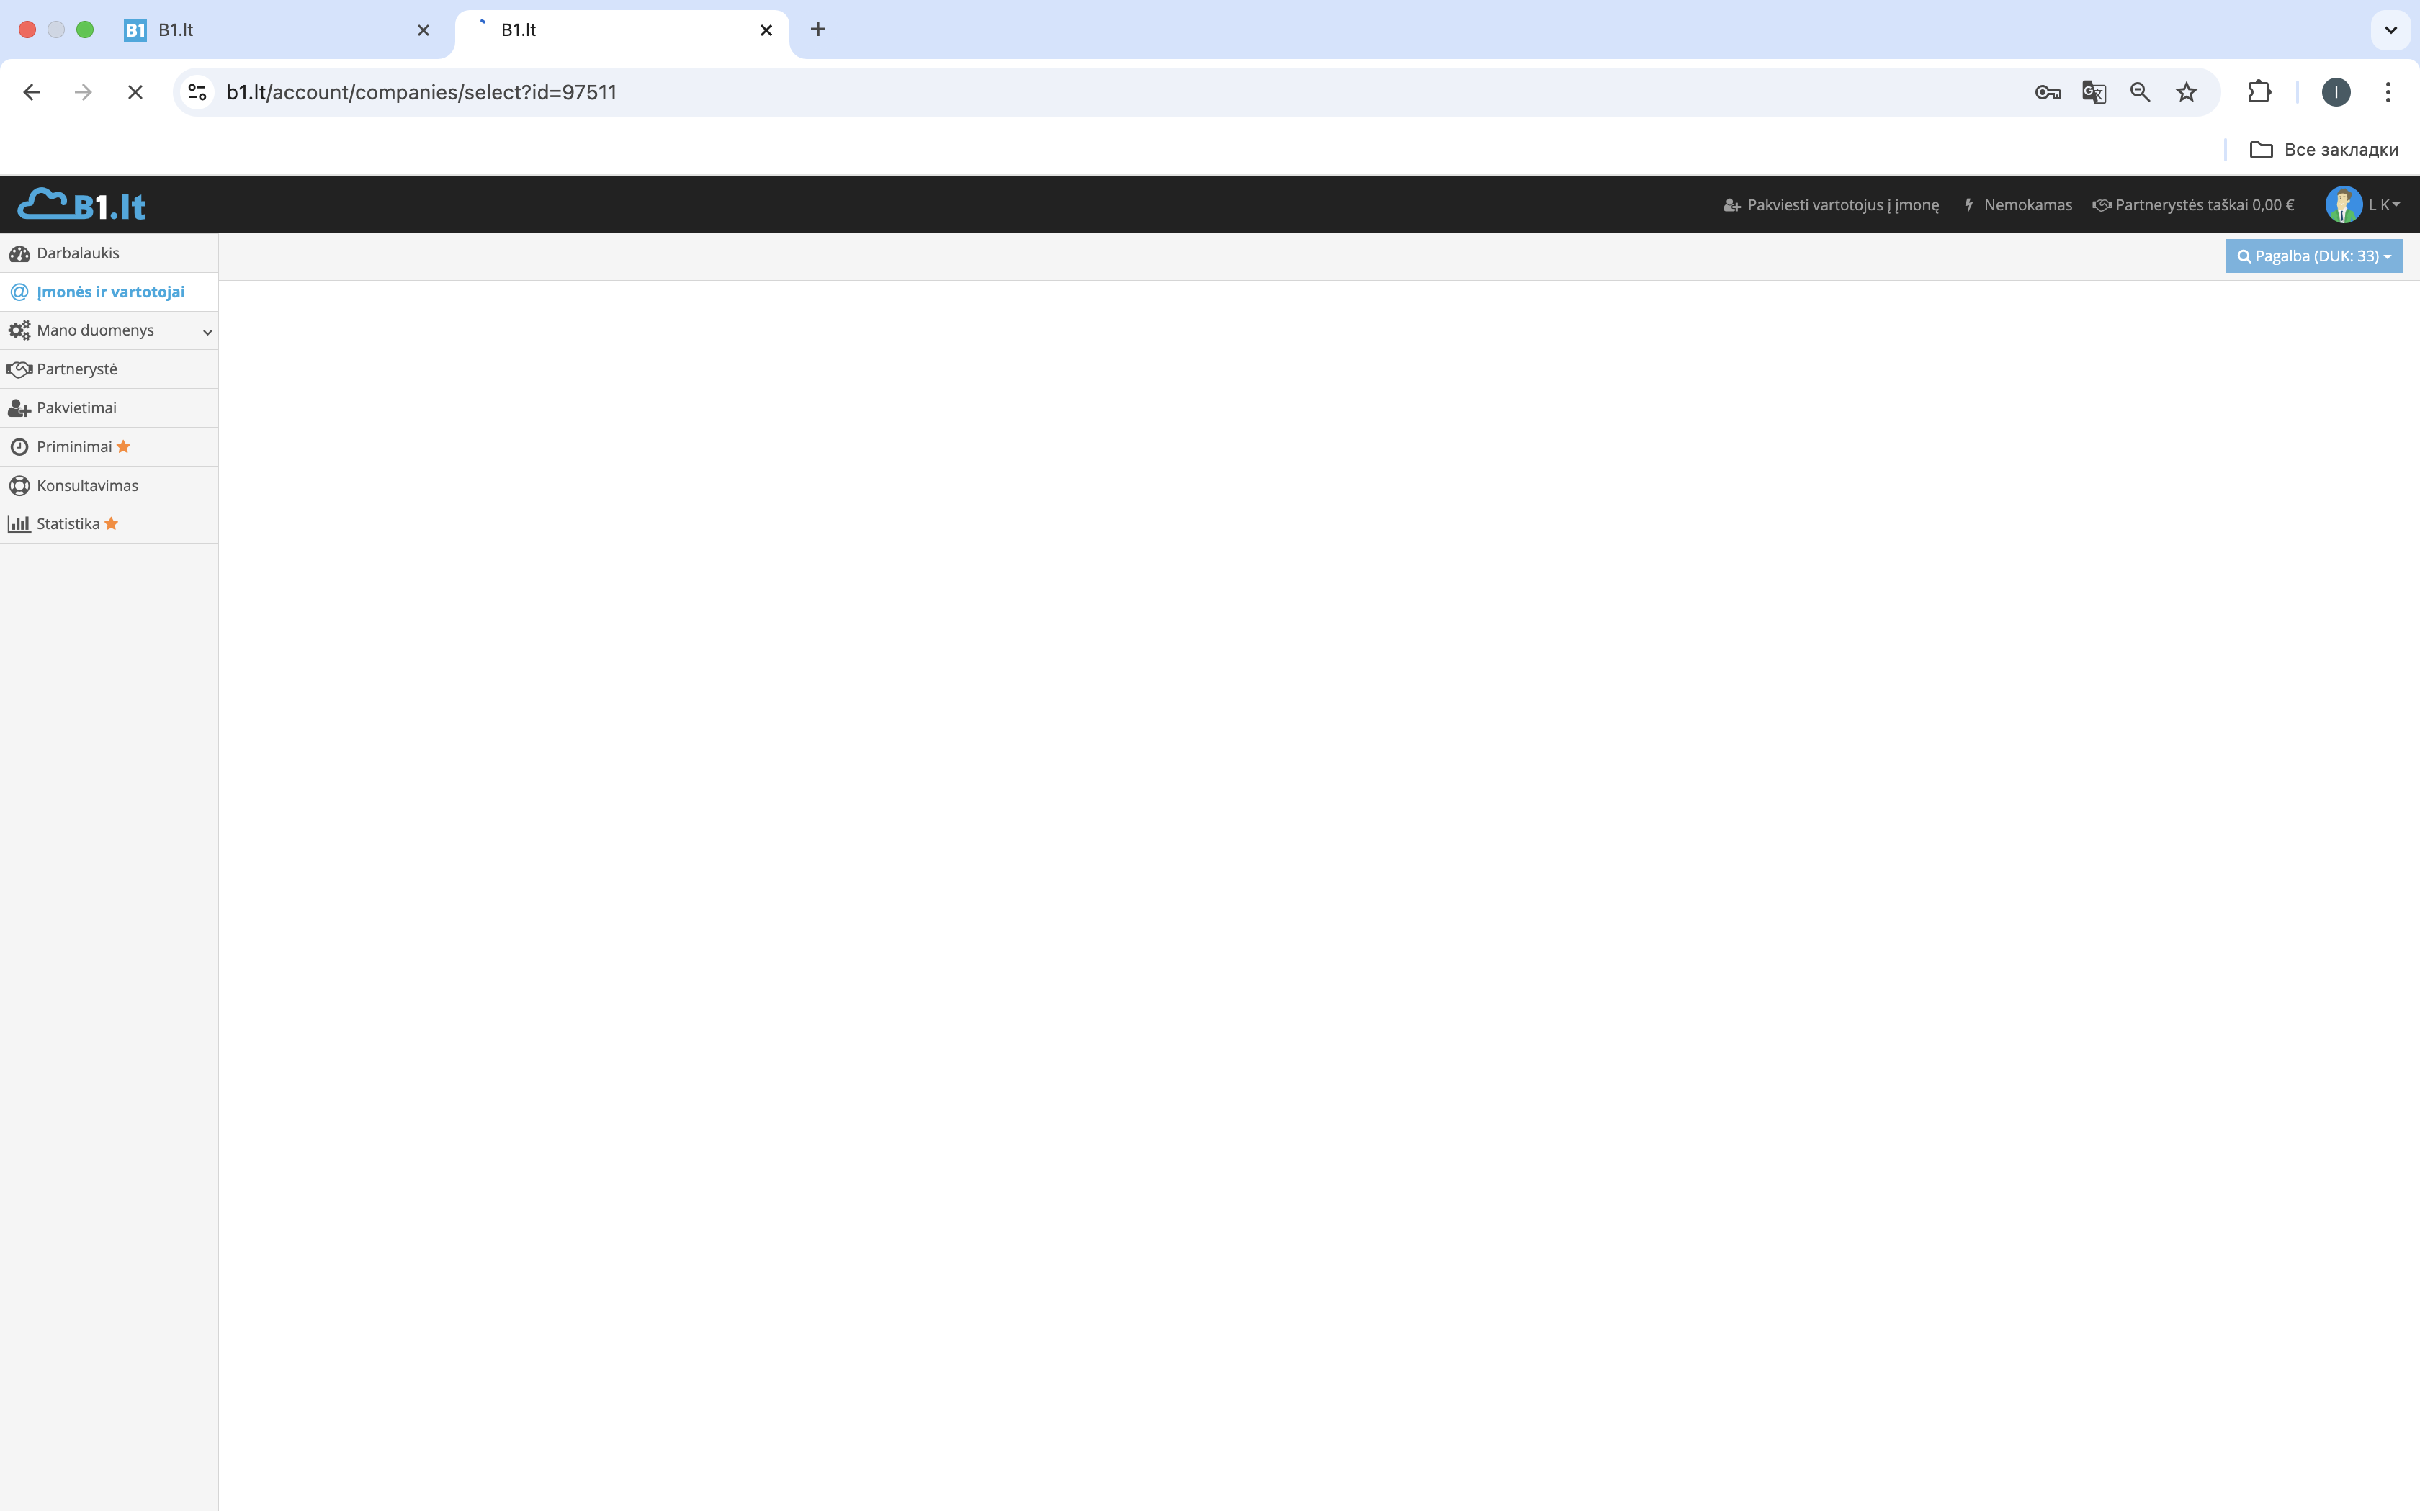 B1 B1.lt
B1.lt
b1.lt/account/companies/select?id=97511
I
Все закладки
B1.lt
Pakviesti vartotojus į įmonę
Nemokamas
Partnerystės taškai 0,00 €
L K
Darbalaukis
Pagalba (DUK: 33)
Įmonės ir vartotojai
Mano duomenys
Partnerystė
Pakvietimai
Priminimai
Konsultavimas
Statistika